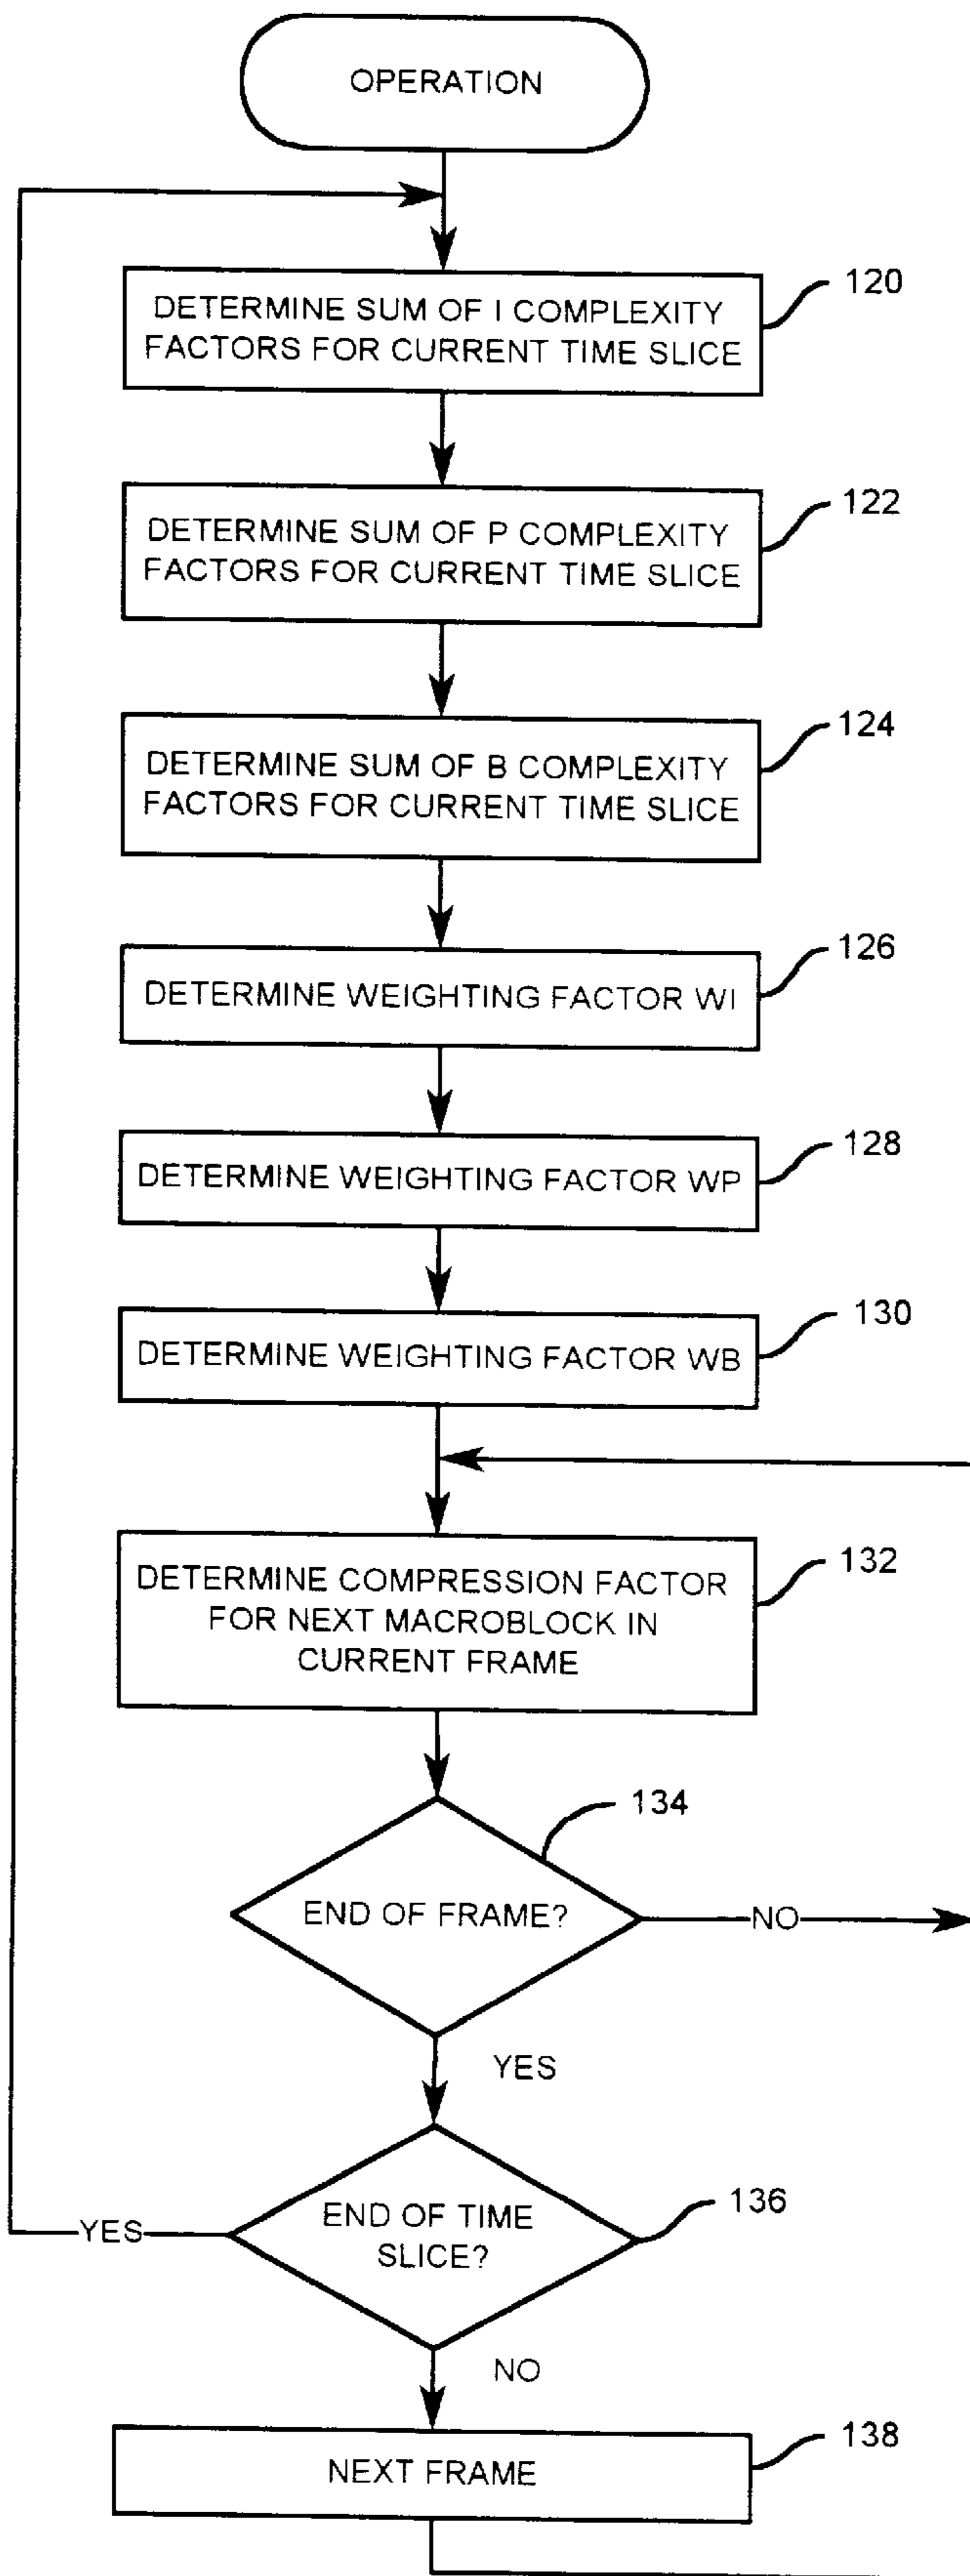 OPERATION
120
DETERMINE SUM OF I COMPLEXITY
FACTORS FOR CURRENT TIME SLICE
122
DETERMINE SUM OF P COMPLEXITY
FACTORS FOR CURRENT TIME SLICE
124
DETERMINE SUM OF B COMPLEXITY
FACTORS FOR CURRENT TIME SLICE
126
DETERMINE WEIGHTING FACTOR WI
128
DETERMINE WEIGHTING FACTOR WP
130
DETERMINE WEIGHTING FACTOR WB
132
DETERMINE COMPRESSION FACTOR
FOR NEXT MACROBLOCK IN
CURRENT FRAME
134
END OF FRAME?
NO
YES
136
END OF TIME
SLICE?
YES
NO
138
NEXT FRAME